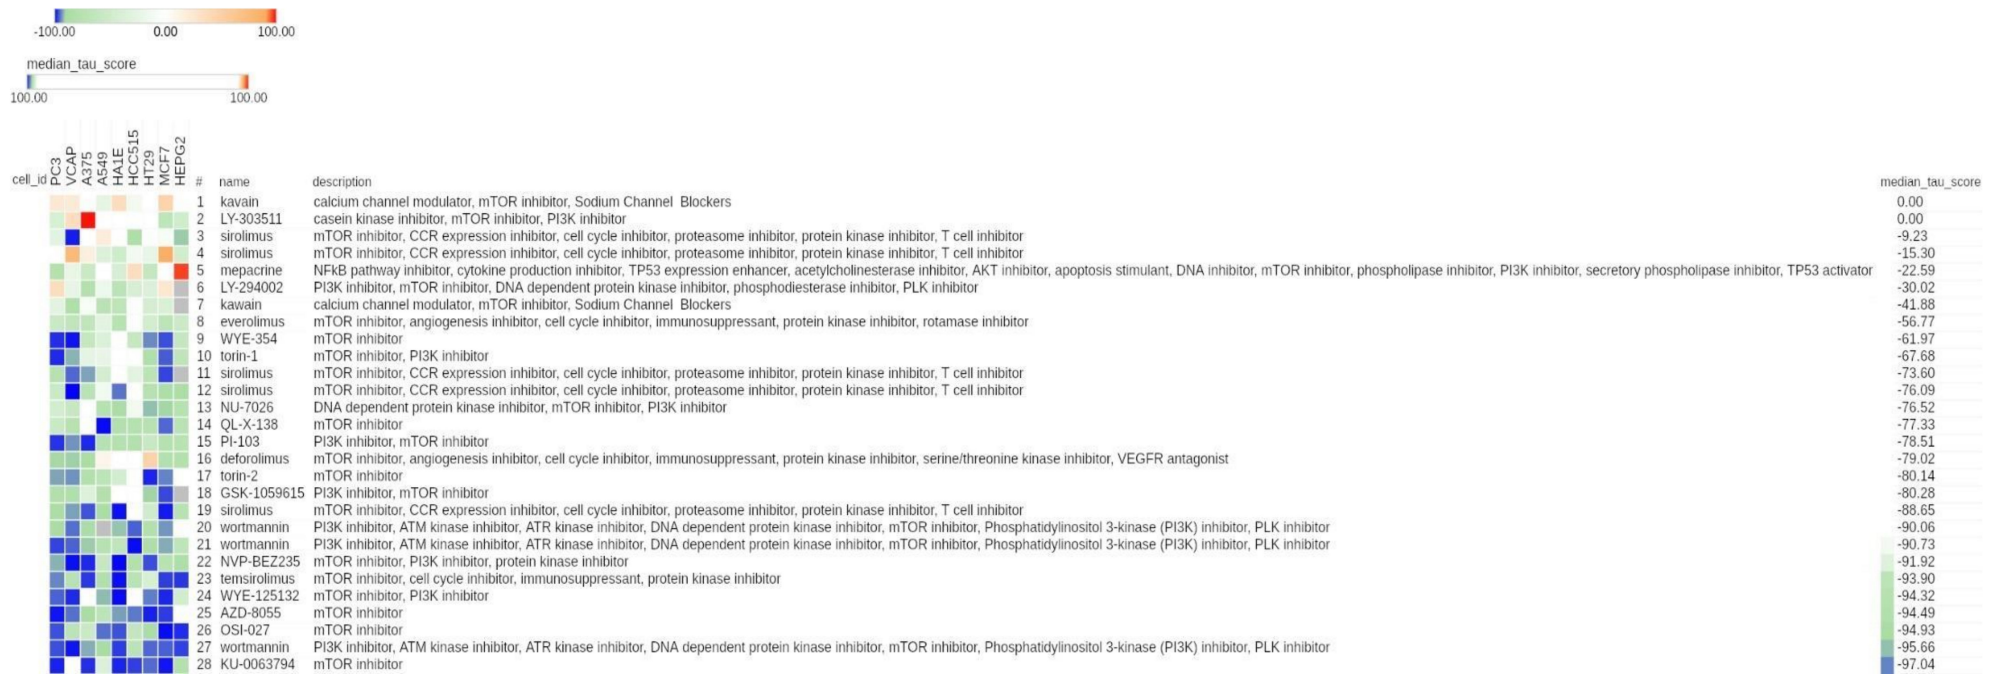 -100.00 0.00 100.00
median_tau_score
100.00 100.00
cell_id PC3 VCAP A375 A549 HA1E HCC515 HT29 MCF7 HEPG2 # name description median_tau_score
1 kavain calcium channel modulator, mTOR inhibitor, Sodium Channel Blockers 0.00
2 LY-303511 casein kinase inhibitor, mTOR inhibitor, PI3K inhibitor 0.00
3 sirolimus mTOR inhibitor, CCR expression inhibitor, cell cycle inhibitor, proteasome inhibitor, protein kinase inhibitor, T cell inhibitor -9.23
4 sirolimus mTOR inhibitor, CCR expression inhibitor, cell cycle inhibitor, proteasome inhibitor, protein kinase inhibitor, T cell inhibitor -15.30
5 mepacrine NFkB pathway inhibitor, cytokine production inhibitor, TP53 expression enhancer, acetylcholinesterase inhibitor, AKT inhibitor, apoptosis stimulant, DNA inhibitor, mTOR inhibitor, phospholipase inhibitor, PI3K inhibitor, secretory phospholipase inhibitor, TP53 activator -22.59
6 LY-294002 PI3K inhibitor, mTOR inhibitor, DNA dependent protein kinase inhibitor, phosphodiesterase inhibitor, PLK inhibitor -30.02
7 kawain calcium channel modulator, mTOR inhibitor, Sodium Channel Blockers -41.88
8 everolimus mTOR inhibitor, angiogenesis inhibitor, cell cycle inhibitor, immunosuppressant, protein kinase inhibitor, rotamase inhibitor -56.77
9 WYE-354 mTOR inhibitor -61.97
10 torin-1 mTOR inhibitor, PI3K inhibitor -67.68
11 sirolimus mTOR inhibitor, CCR expression inhibitor, cell cycle inhibitor, proteasome inhibitor, protein kinase inhibitor, T cell inhibitor -73.60
12 sirolimus mTOR inhibitor, CCR expression inhibitor, cell cycle inhibitor, proteasome inhibitor, protein kinase inhibitor, T cell inhibitor -76.09
13 NU-7026 DNA dependent protein kinase inhibitor, mTOR inhibitor, PI3K inhibitor -76.52
14 QL-X-138 mTOR inhibitor -77.33
15 PI-103 PI3K inhibitor, mTOR inhibitor -78.51
16 deforolimus mTOR inhibitor, angiogenesis inhibitor, cell cycle inhibitor, immunosuppressant, protein kinase inhibitor, serine/threonine kinase inhibitor, VEGFR antagonist -79.02
17 torin-2 mTOR inhibitor -80.14
18 GSK-1059615 PI3K inhibitor, mTOR inhibitor -80.28
19 sirolimus mTOR inhibitor, CCR expression inhibitor, cell cycle inhibitor, proteasome inhibitor, protein kinase inhibitor, T cell inhibitor -88.65
20 wortmannin PI3K inhibitor, ATM kinase inhibitor, ATR kinase inhibitor, DNA dependent protein kinase inhibitor, mTOR inhibitor, Phosphatidylinositol 3-kinase (PI3K) inhibitor, PLK inhibitor -90.06
21 wortmannin PI3K inhibitor, ATM kinase inhibitor, ATR kinase inhibitor, DNA dependent protein kinase inhibitor, mTOR inhibitor, Phosphatidylinositol 3-kinase (PI3K) inhibitor, PLK inhibitor -90.73
22 NVP-BEZ235 mTOR inhibitor, PI3K inhibitor, protein kinase inhibitor -91.92
23 temsirolimus mTOR inhibitor, cell cycle inhibitor, immunosuppressant, protein kinase inhibitor -93.90
24 WYE-125132 mTOR inhibitor, PI3K inhibitor -94.32
25 AZD-8055 mTOR inhibitor -94.49
26 OSI-027 mTOR inhibitor -94.93
27 wortmannin PI3K inhibitor, ATM kinase inhibitor, ATR kinase inhibitor, DNA dependent protein kinase inhibitor, mTOR inhibitor, Phosphatidylinositol 3-kinase (PI3K) inhibitor, PLK inhibitor -95.66
28 KU-0063794 mTOR inhibitor -97.04